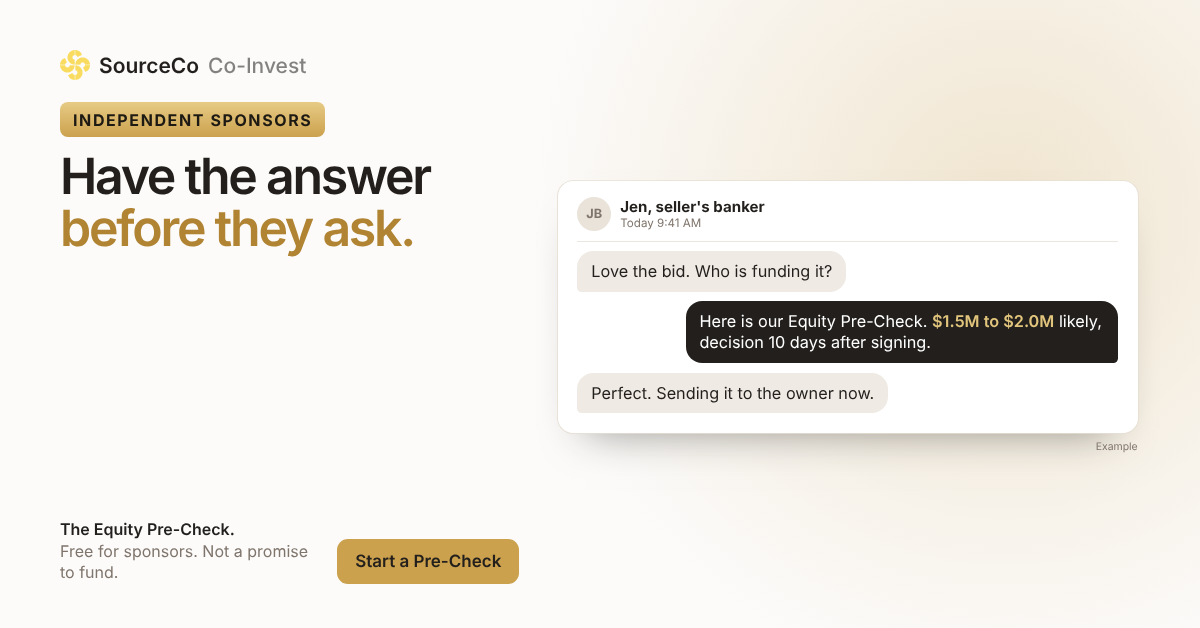 SourceCo Co-Invest
INDEPENDENT SPONSORS
Have the answer
before they ask.
JB
Jen, seller's banker
Today 9:41 AM
Love the bid. Who is funding it?
Here is our Equity Pre-Check. $1.5M to $2.0M likely,
decision 10 days after signing.
Perfect. Sending it to the owner now.
Example
The Equity Pre-Check.
Free for sponsors. Not a promise
to fund.
Start a Pre-Check